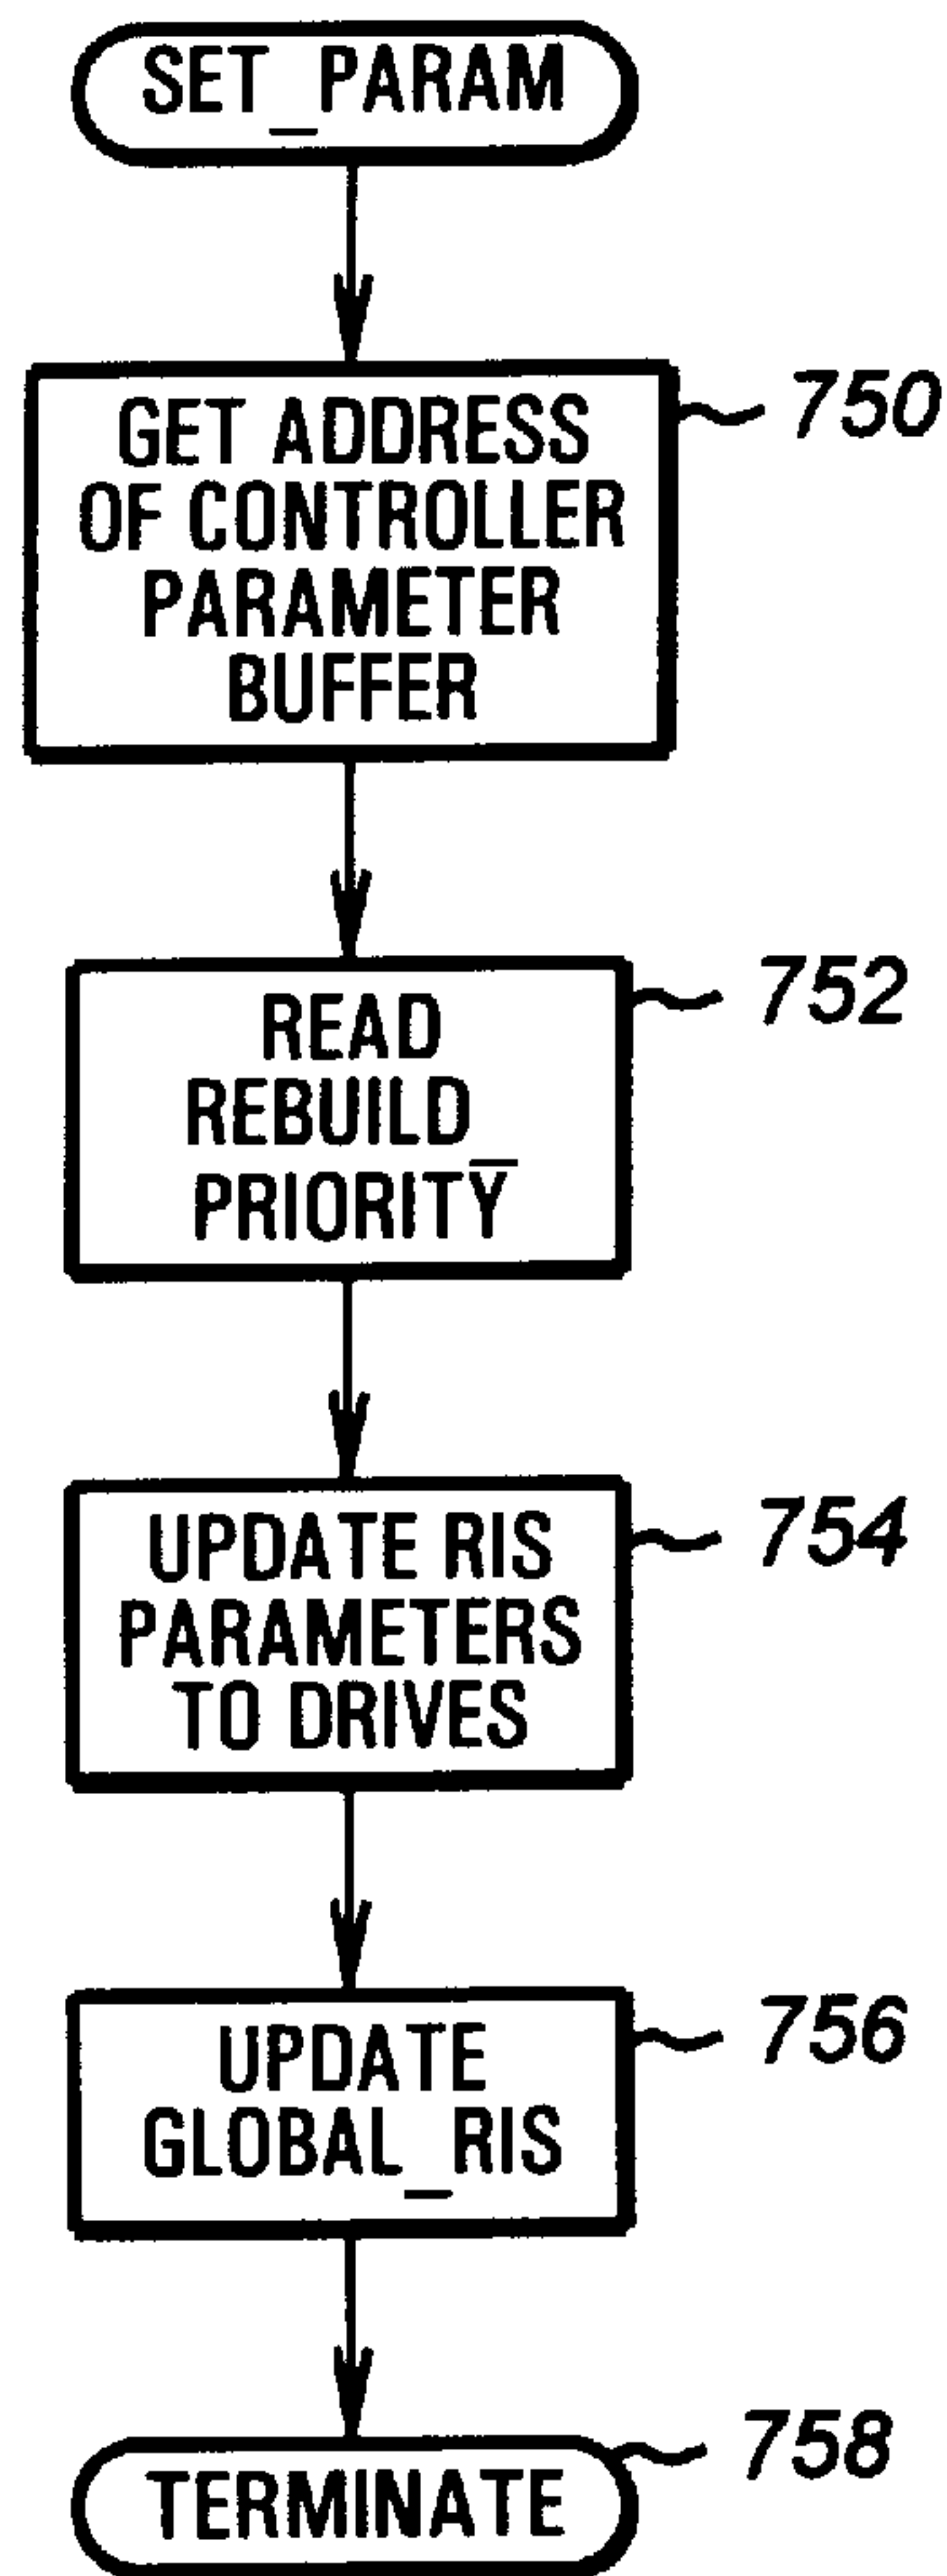 SET_PARAM
GET ADDRESS
OF CONTROLLER
PARAMETER
BUFFER
750
READ
REBUILD_
PRIORITY
752
UPDATE RIS
PARAMETERS
TO DRIVES
754
UPDATE
GLOBAL_RIS
756
TERMINATE
758